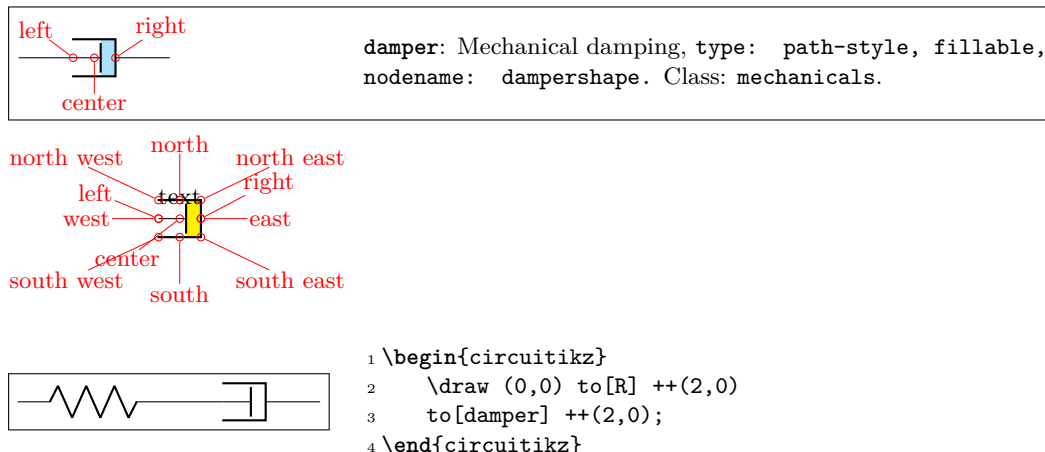 left
right
center
damper: Mechanical damping, type: path-style, fillable,
nodename: dampershape. Class: mechanicals.
north west
north
north east
text
right
left
west
east
center
south west
south
south east
1 \begin{circuitikz}
2 \draw (0,0) to[R] ++(2,0)
3 to[damper] ++(2,0);
4 \end{circuitikz}